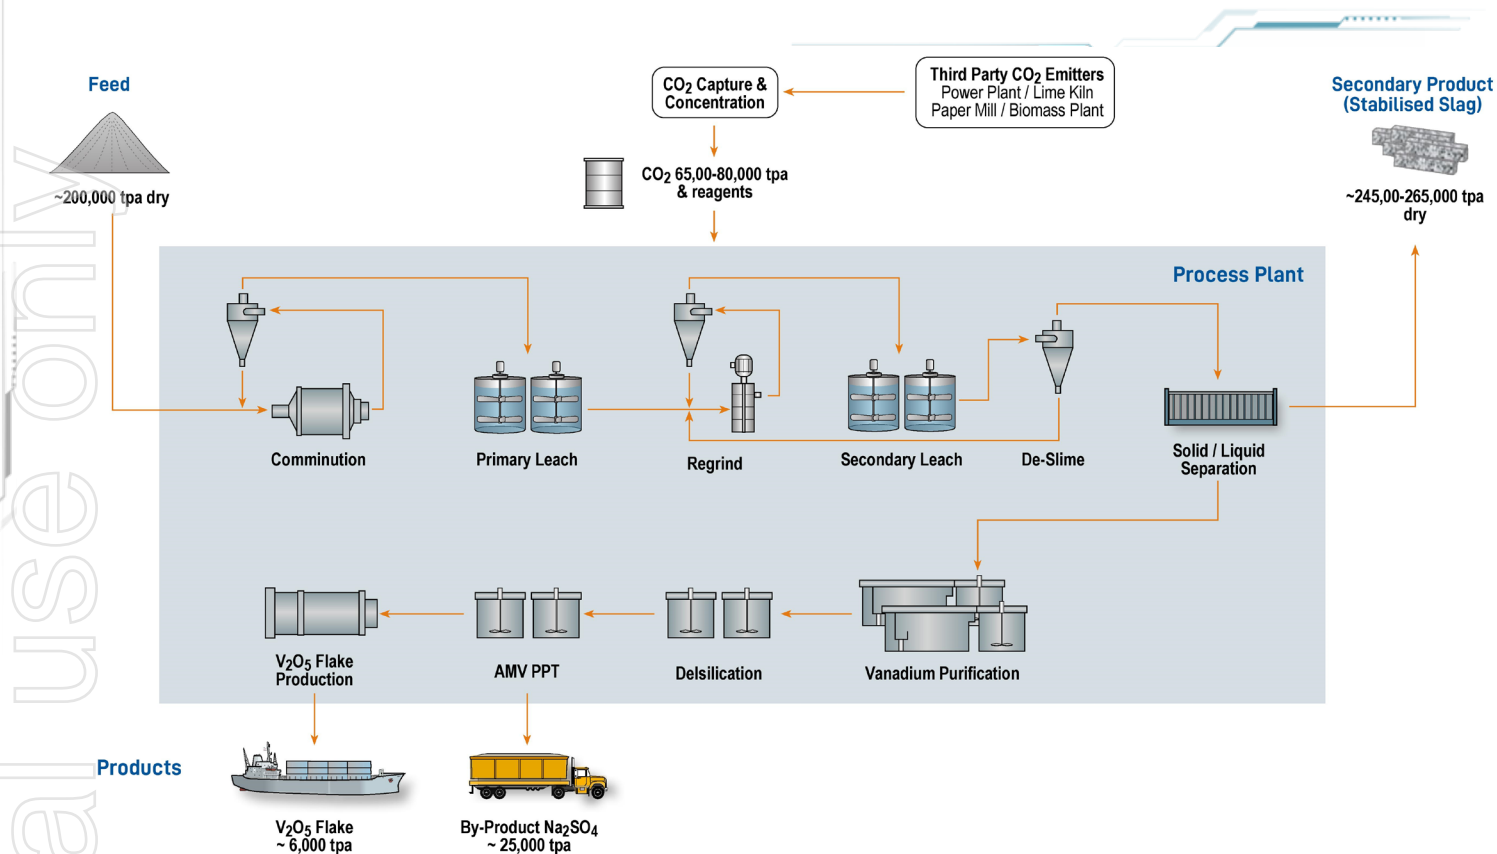 Feed
~200,000 tpa dry
CO2 Capture &
Concentration
Third Party CO2 Emitters
Power Plant / Lime Kiln
Paper Mill / Biomass Plant
CO2 65,00-80,000 tpa
& reagents
Secondary Product
(Stabilised Slag)
~245,00-265,000 tpa
dry
Process Plant
Comminution
Primary Leach
Regrind
Secondary Leach
De-Slime
Solid / Liquid
Separation
V2O5 Flake
Production
AMV PPT
Delsilication
Vanadium Purification
Products
V2O5 Flake
~ 6,000 tpa
By-Product Na2SO4
~ 25,000 tpa
al use only